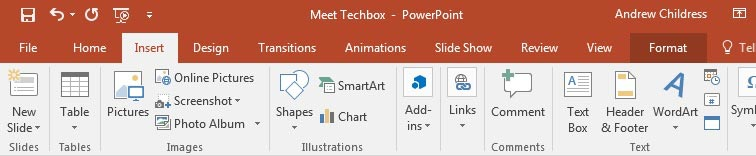 Meet Techbox - PowerPoint
Andrew Childress
File Home Insert Design Transitions Animations Slide Show Review View Format Tell
New Slide
Table
Pictures
Online Pictures
Screenshot
Photo Album
Shapes
SmartArt
Chart
Add-ins
Links
Comment
Text Box
Header & Footer
WordArt
Slides Tables Images Illustrations Comments Text